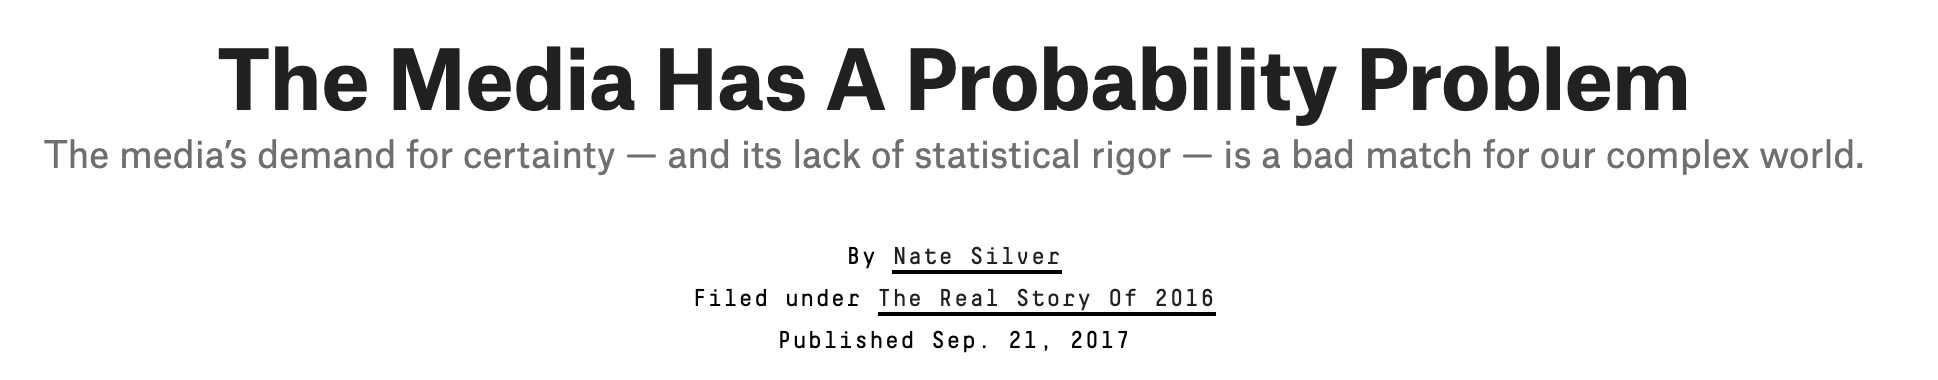 The Media Has A Probability Problem
The media’s demand for certainty — and its lack of statistical rigor — is a bad match for our complex world.
By Nate Silver
Filed under The Real Story Of 2016
Published Sep. 21, 2017